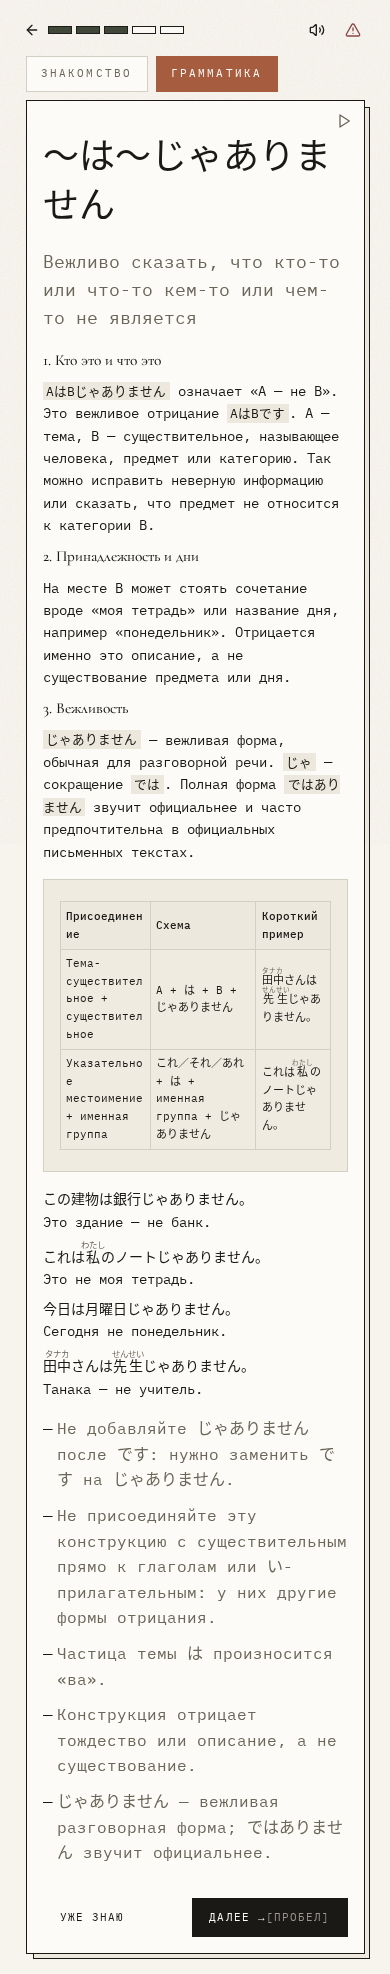 ЗНАКОМСТВО
ГРАММАТИКА
～は～じゃありま
せん
Вежливо сказать, что кто-то
или что-то кем-то или чем-
то не является
1. Кто это и что это
AはBじゃありません означает «A — не B».
Это вежливое отрицание AはBです. A —
тема, B — существительное, называющее
человека, предмет или категорию. Так
можно исправить неверную информацию
или сказать, что предмет не относится
к категории B.
2. Принадлежность и дни
На месте B может стоять сочетание
вроде «моя тетрадь» или название дня,
например «понедельник». Отрицается
именно это описание, а не
существование предмета или дня.
3. Вежливость
じゃありません — вежливая форма,
обычная для разговорной речи. じゃ —
сокращение では. Полная форма ではあり
ません звучит официальнее и часто
предпочтительна в официальных
письменных текстах.
Присоединен
ие
Схема
Короткий
пример
Тема-
существител
ьное +
существител
ьное
A + は + B +
じゃありません
タナカ
田中さんは
せんせい
先生じゃあ
りません。
Указательно
е
местоимение
+ именная
группа
これ／それ／あれ
+ は +
именная
группа + じゃ
ありません
わたし
これは私の
ノートじゃ
ありませ
ん。
この建物は銀行じゃありません。
Это здание — не банк.
わたし
これは私のノートじゃありません。
Это не моя тетрадь.
今日は月曜日じゃありません。
Сегодня не понедельник.
タナカ せんせい
田中さんは先生じゃありません。
Танака — не учитель.
— Не добавляйте じゃありません
после です: нужно заменить で
す на じゃありません.
— Не присоединяйте эту
конструкцию с существительным
прямо к глаголам или い-
прилагательным: у них другие
формы отрицания.
— Частица темы は произносится
«ва».
— Конструкция отрицает
тождество или описание, а не
существование.
— じゃありません — вежливая
разговорная форма; ではありませ
ん звучит официальнее.
УЖЕ ЗНАЮ
ДАЛЕЕ →[ПРОБЕЛ]